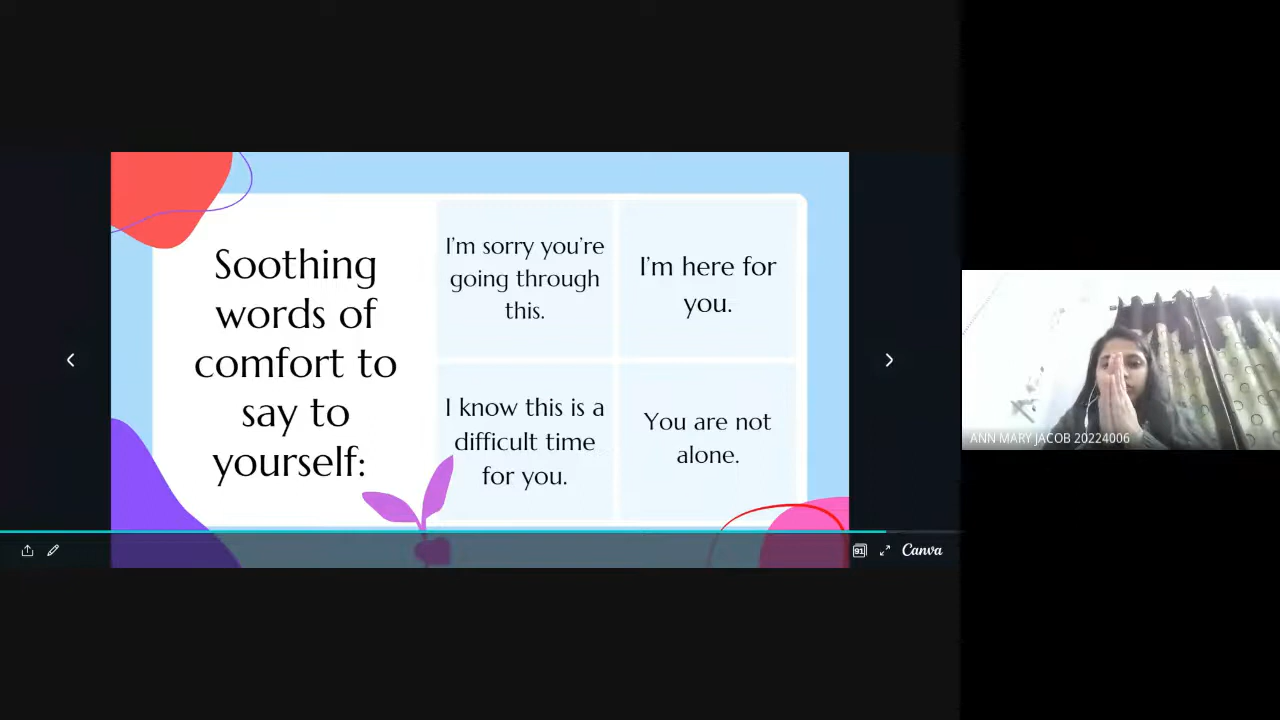 Soothing
words of
comfort to
say to
yourself:
I'm sorry you're
going through
this.
I'm here for
you.
I know this is a
difficult time
for you.
You are not
alone.
ANN MARY JACOB 20224006
91
Canva